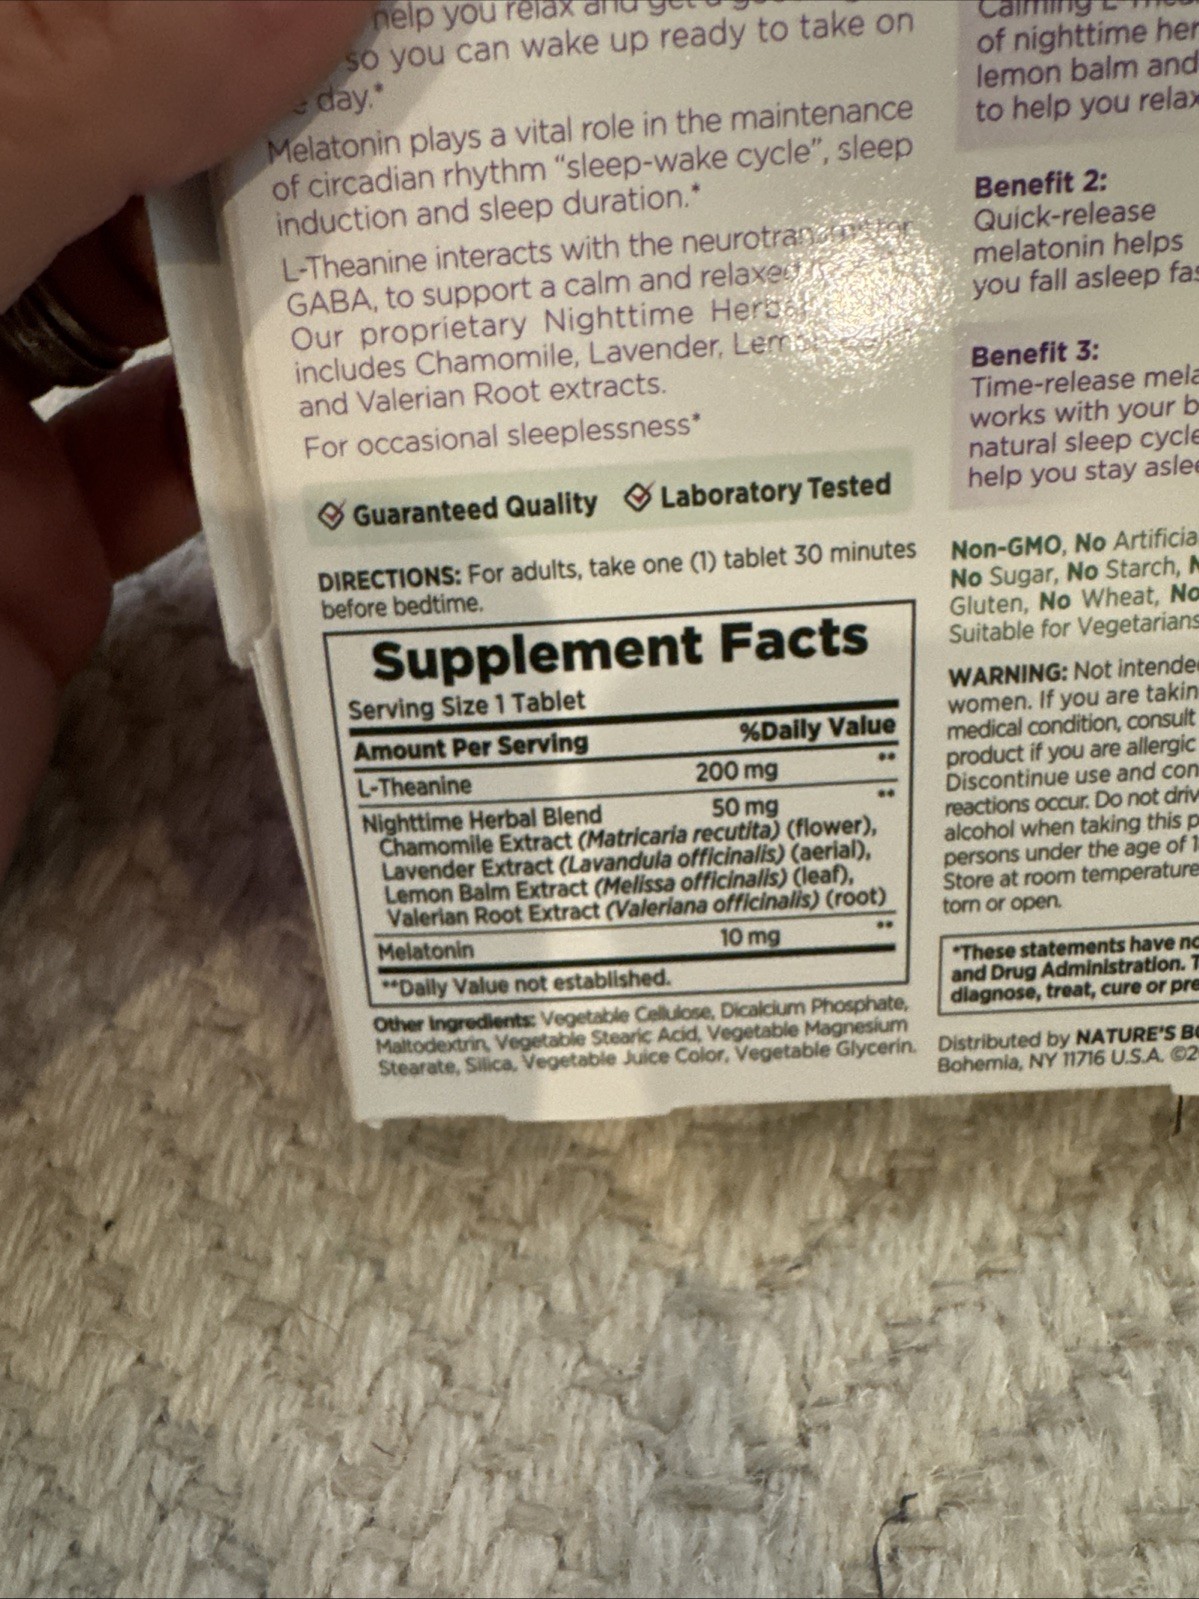 help you relax and get a
so you can wake up ready to take on
day.*
Melatonin plays a vital role in the maintenance
of circadian rhythm “sleep-wake cycle”, sleep
induction and sleep duration.*
L-Theanine interacts with the neurotransmitter
GABA, to support a calm and relaxed
Our proprietary Nighttime Herbal
includes Chamomile, Lavender, Lemon
and Valerian Root extracts.
For occasional sleeplessness*
Guaranteed Quality Laboratory Tested
DIRECTIONS: For adults, take one (1) tablet 30 minutes
before bedtime.
Supplement Facts
Serving Size 1 Tablet
Amount Per Serving %Daily Value
L-Theanine 200 mg **
Nighttime Herbal Blend 50 mg **
Chamomile Extract (Matricaria recutita) (flower),
Lavender Extract (Lavandula officinalis) (aerial),
Lemon Balm Extract (Melissa officinalis) (leaf),
Valerian Root Extract (Valeriana officinalis) (root)
Melatonin 10 mg **
**Daily Value not established.
Other Ingredients: Vegetable Cellulose, Dicalcium Phosphate,
Maltodextrin, Vegetable Stearic Acid, Vegetable Magnesium
Stearate, Silica, Vegetable Juice Color, Vegetable Glycerin.
Calming
of nighttime
lemon balm and
to help you relax
Benefit 2:
Quick-release
melatonin helps
you fall asleep
Benefit 3:
Time-release
works with your
natural sleep cycle
help you stay
Non-GMO, No
No Sugar, No Starch,
Gluten, No Wheat, No
Suitable for Vegetarians
WARNING: Not
women. If you are
medical condition, consult
product if you are allergic
Discontinue use and
reactions occur. Do not
alcohol when taking this
persons under the age of
Store at room temperature
torn or open.
*These statements have
and Drug Administration.
diagnose, treat, cure or
Distributed by NATURE'S
Bohemia, NY 11716 U.S.A.